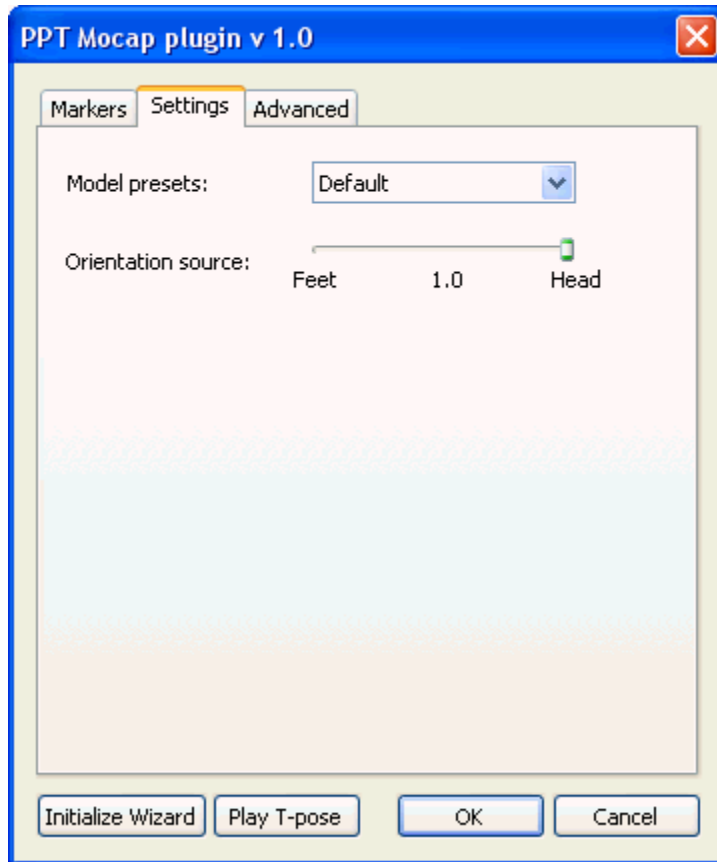 PPT Mocap plugin v 1.0
Markers Settings Advanced
Model presets: Default
Orientation source:
Feet 1.0 Head
Initialize Wizard Play T-pose OK Cancel